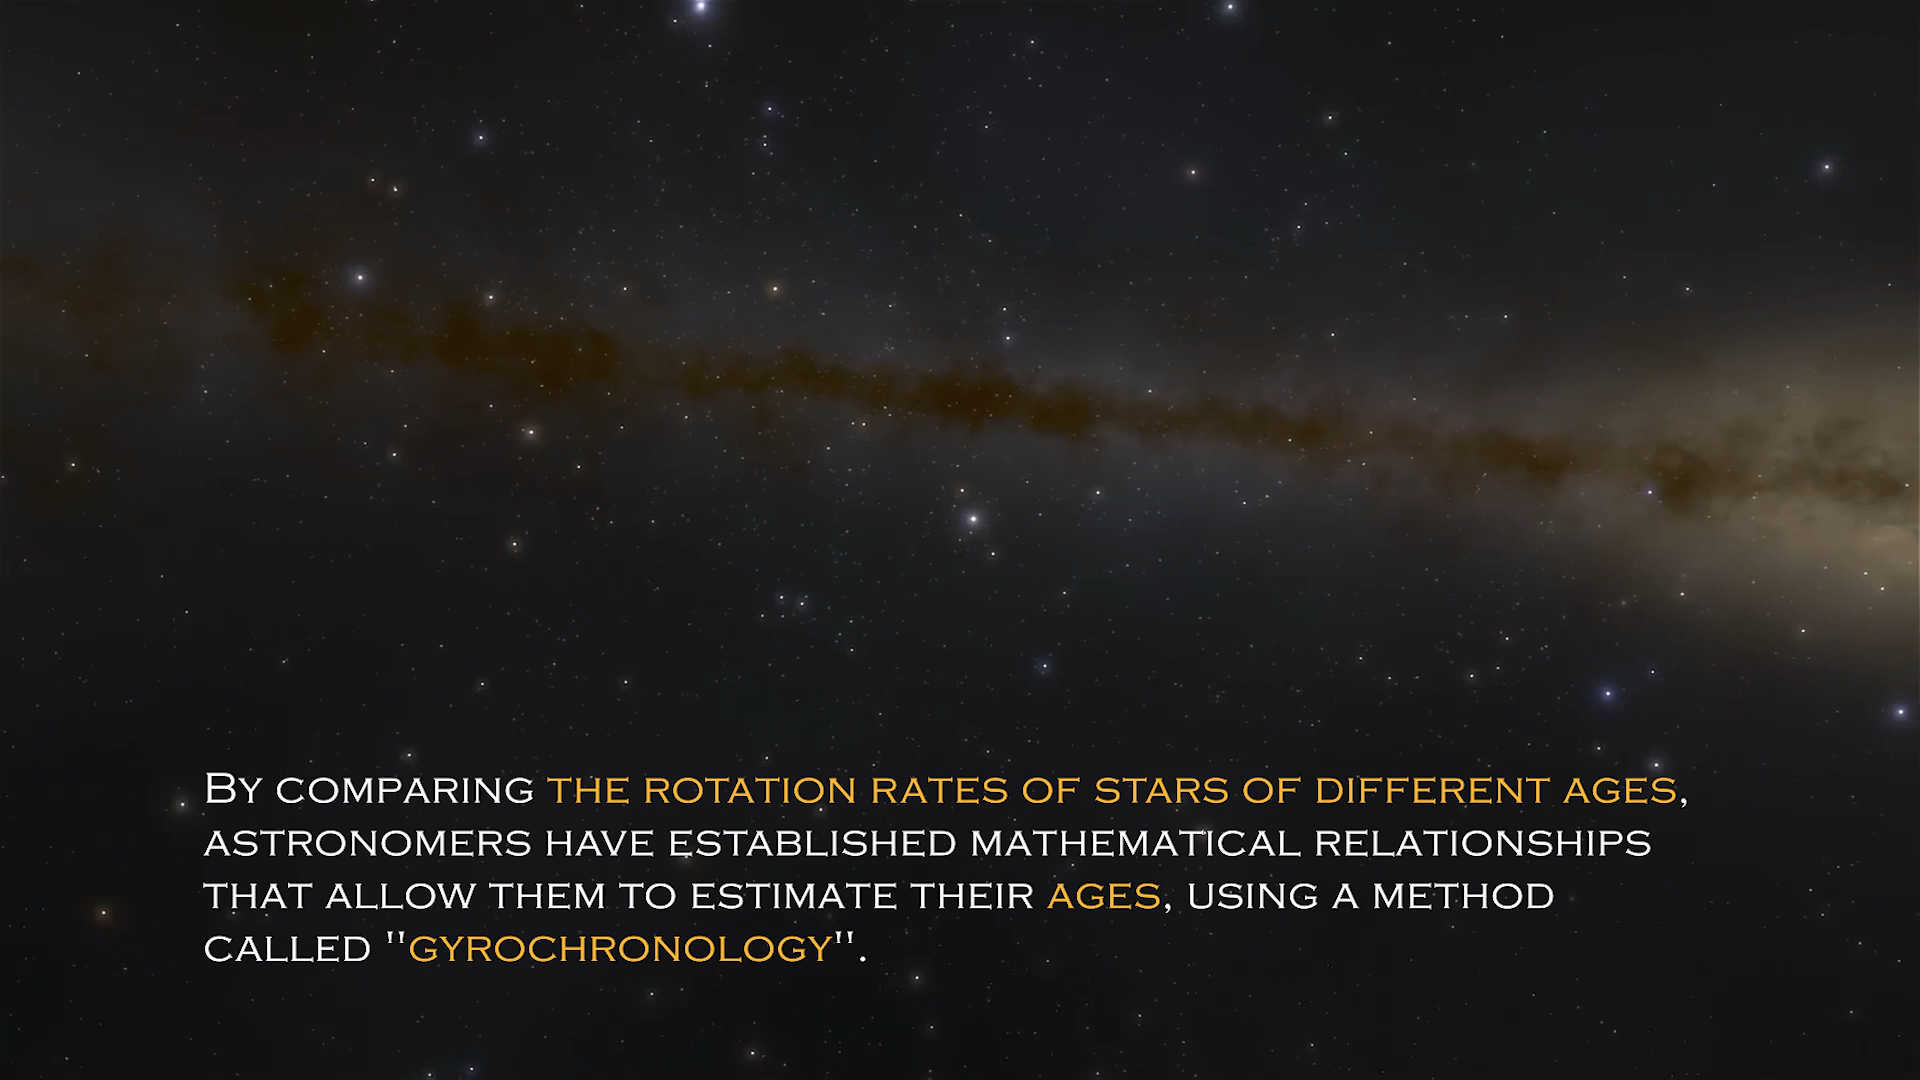 By comparing the rotation rates of stars of different ages,
astronomers have established mathematical relationships
that allow them to estimate their ages, using a method
called "gyrochronology".